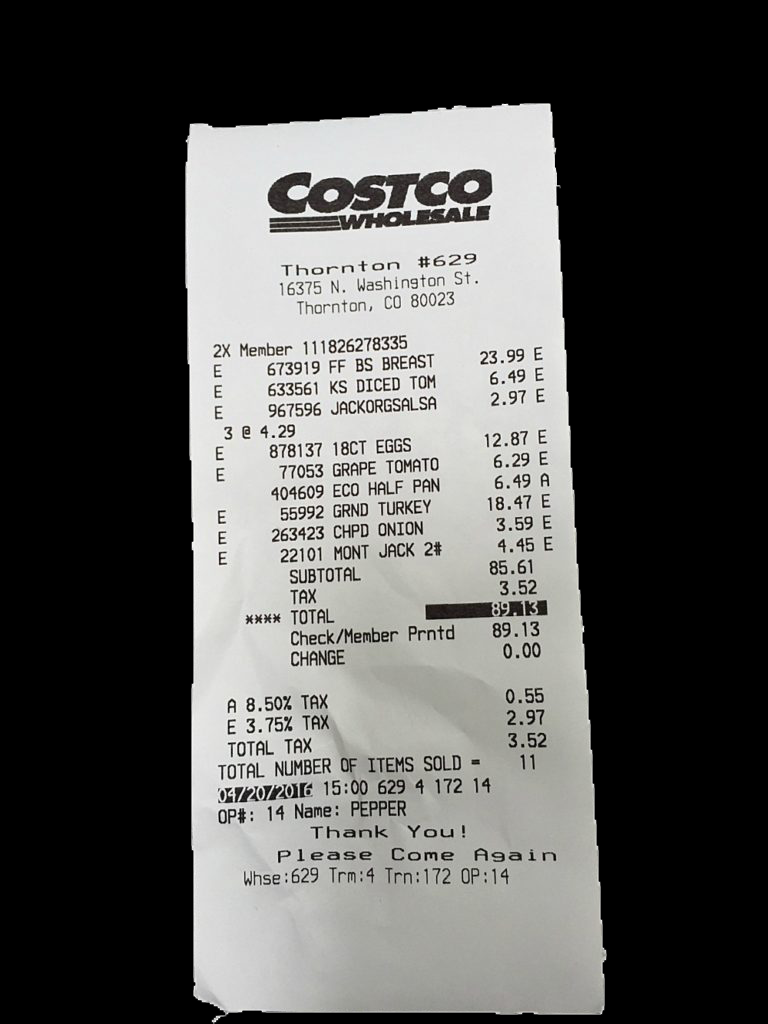 COSTCO
WHOLESALE
Thornton #629
16375 N. Washington St.
Thornton, CO 80023
2X Member 111826278335
E 673919 FF BS BREAST 23.99 E
E 633561 KS DICED TOM 6.49 E
E 967596 JACKORGSALSA 2.97 E
3 @ 4.29
E 878137 18CT EGGS 12.87 E
E 77053 GRAPE TOMATO 6.29 E
404609 ECO HALF PAN 6.49 A
E 55992 GRND TURKEY 18.47 E
E 263423 CHPD ONION 3.59 E
E 22101 MONT JACK 2# 4.45 E
SUBTOTAL 85.61
TAX 3.52
**** TOTAL 89.13
Check/Member Prntd 89.13
CHANGE 0.00
A 8.50% TAX 0.55
E 3.75% TAX 2.97
TOTAL TAX 3.52
TOTAL NUMBER OF ITEMS SOLD = 11
04/20/2016 15:00 629 4 172 14
OP#: 14 Name: PEPPER
Thank You!
Please Come Again
Whse:629 Trm:4 Trn:172 OP:14